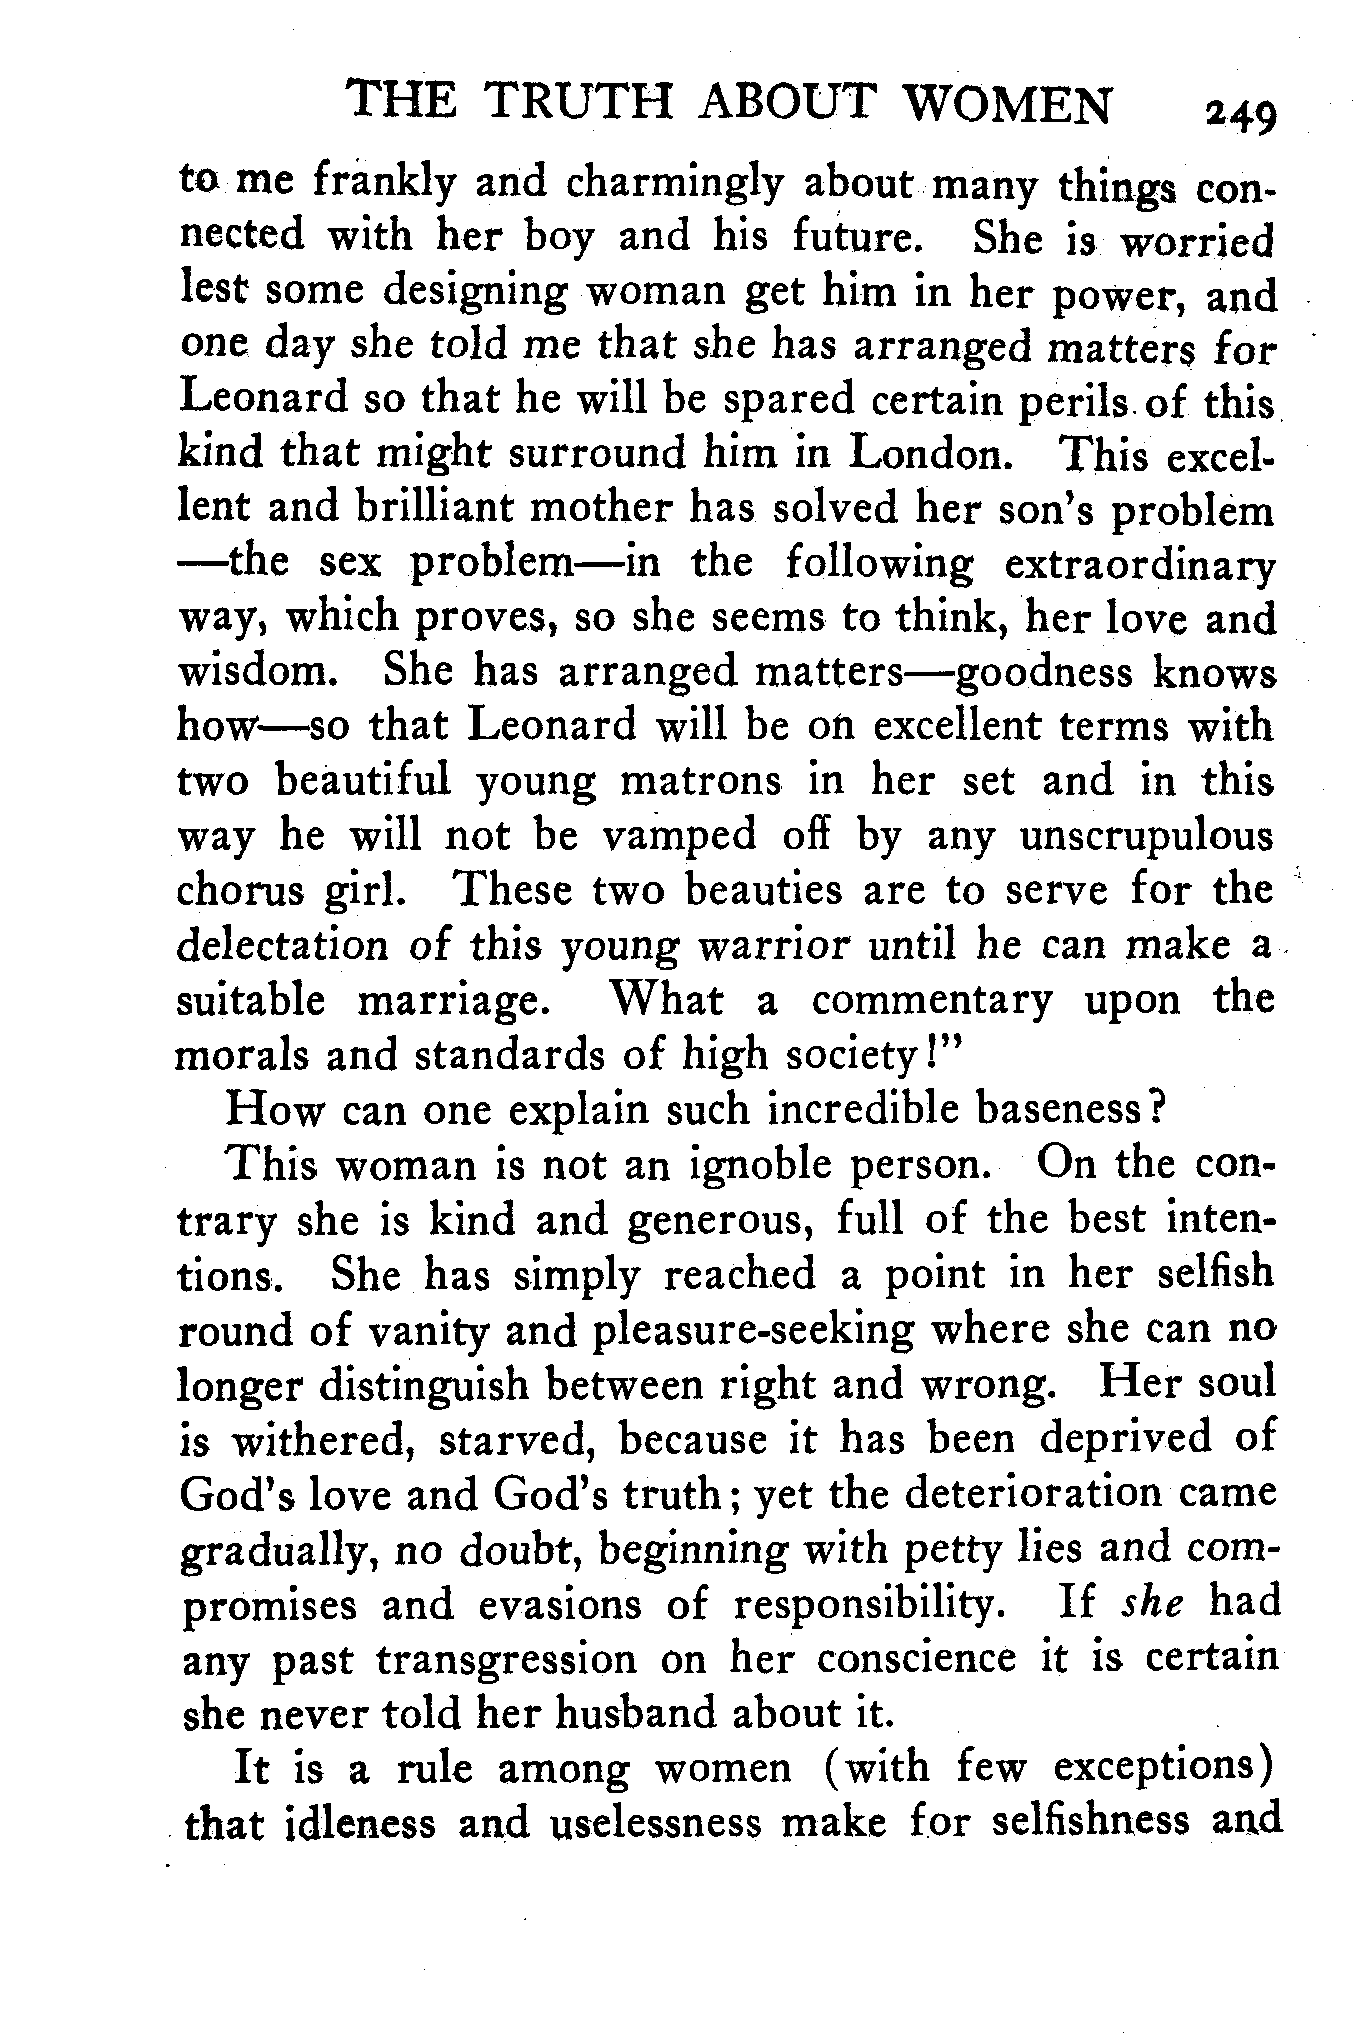 THE TRUTH ABOUT WOMEN 249
to me frankly and charmingly about many things con-
nected with her boy and his future. She is worried
lest some designing woman get him in her power, and
one day she told me that she has arranged matters for
Leonard so that he will be spared certain perils of this
kind that might surround him in London. This excel-
lent and brilliant mother has solved her son's problem
—the sex problem—in the following extraordinary
way, which proves, so she seems to think, her love and
wisdom. She has arranged matters—goodness knows
how—so that Leonard will be on excellent terms with
two beautiful young matrons in her set and in this
way he will not be vamped off by any unscrupulous
chorus girl. These two beauties are to serve for the
delectation of this young warrior until he can make a
suitable marriage. What a commentary upon the
morals and standards of high society!"
How can one explain such incredible baseness?
This woman is not an ignoble person. On the con-
trary she is kind and generous, full of the best inten-
tions. She has simply reached a point in her selfish
round of vanity and pleasure-seeking where she can no
longer distinguish between right and wrong. Her soul
is withered, starved, because it has been deprived of
God's love and God's truth; yet the deterioration came
gradually, no doubt, beginning with petty lies and com-
promises and evasions of responsibility. If she had
any past transgression on her conscience it is certain
she never told her husband about it.
It is a rule among women (with few exceptions)
that idleness and uselessness make for selfishness and